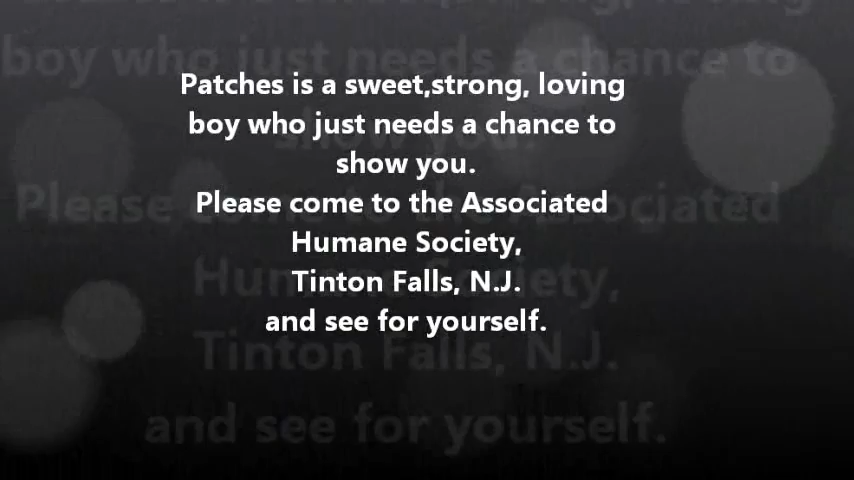 Patches is a sweet,strong, loving
boy who just needs a chance to
show you.
Please come to the Associated
Humane Society,
Tinton Falls, N.J.
and see for yourself.